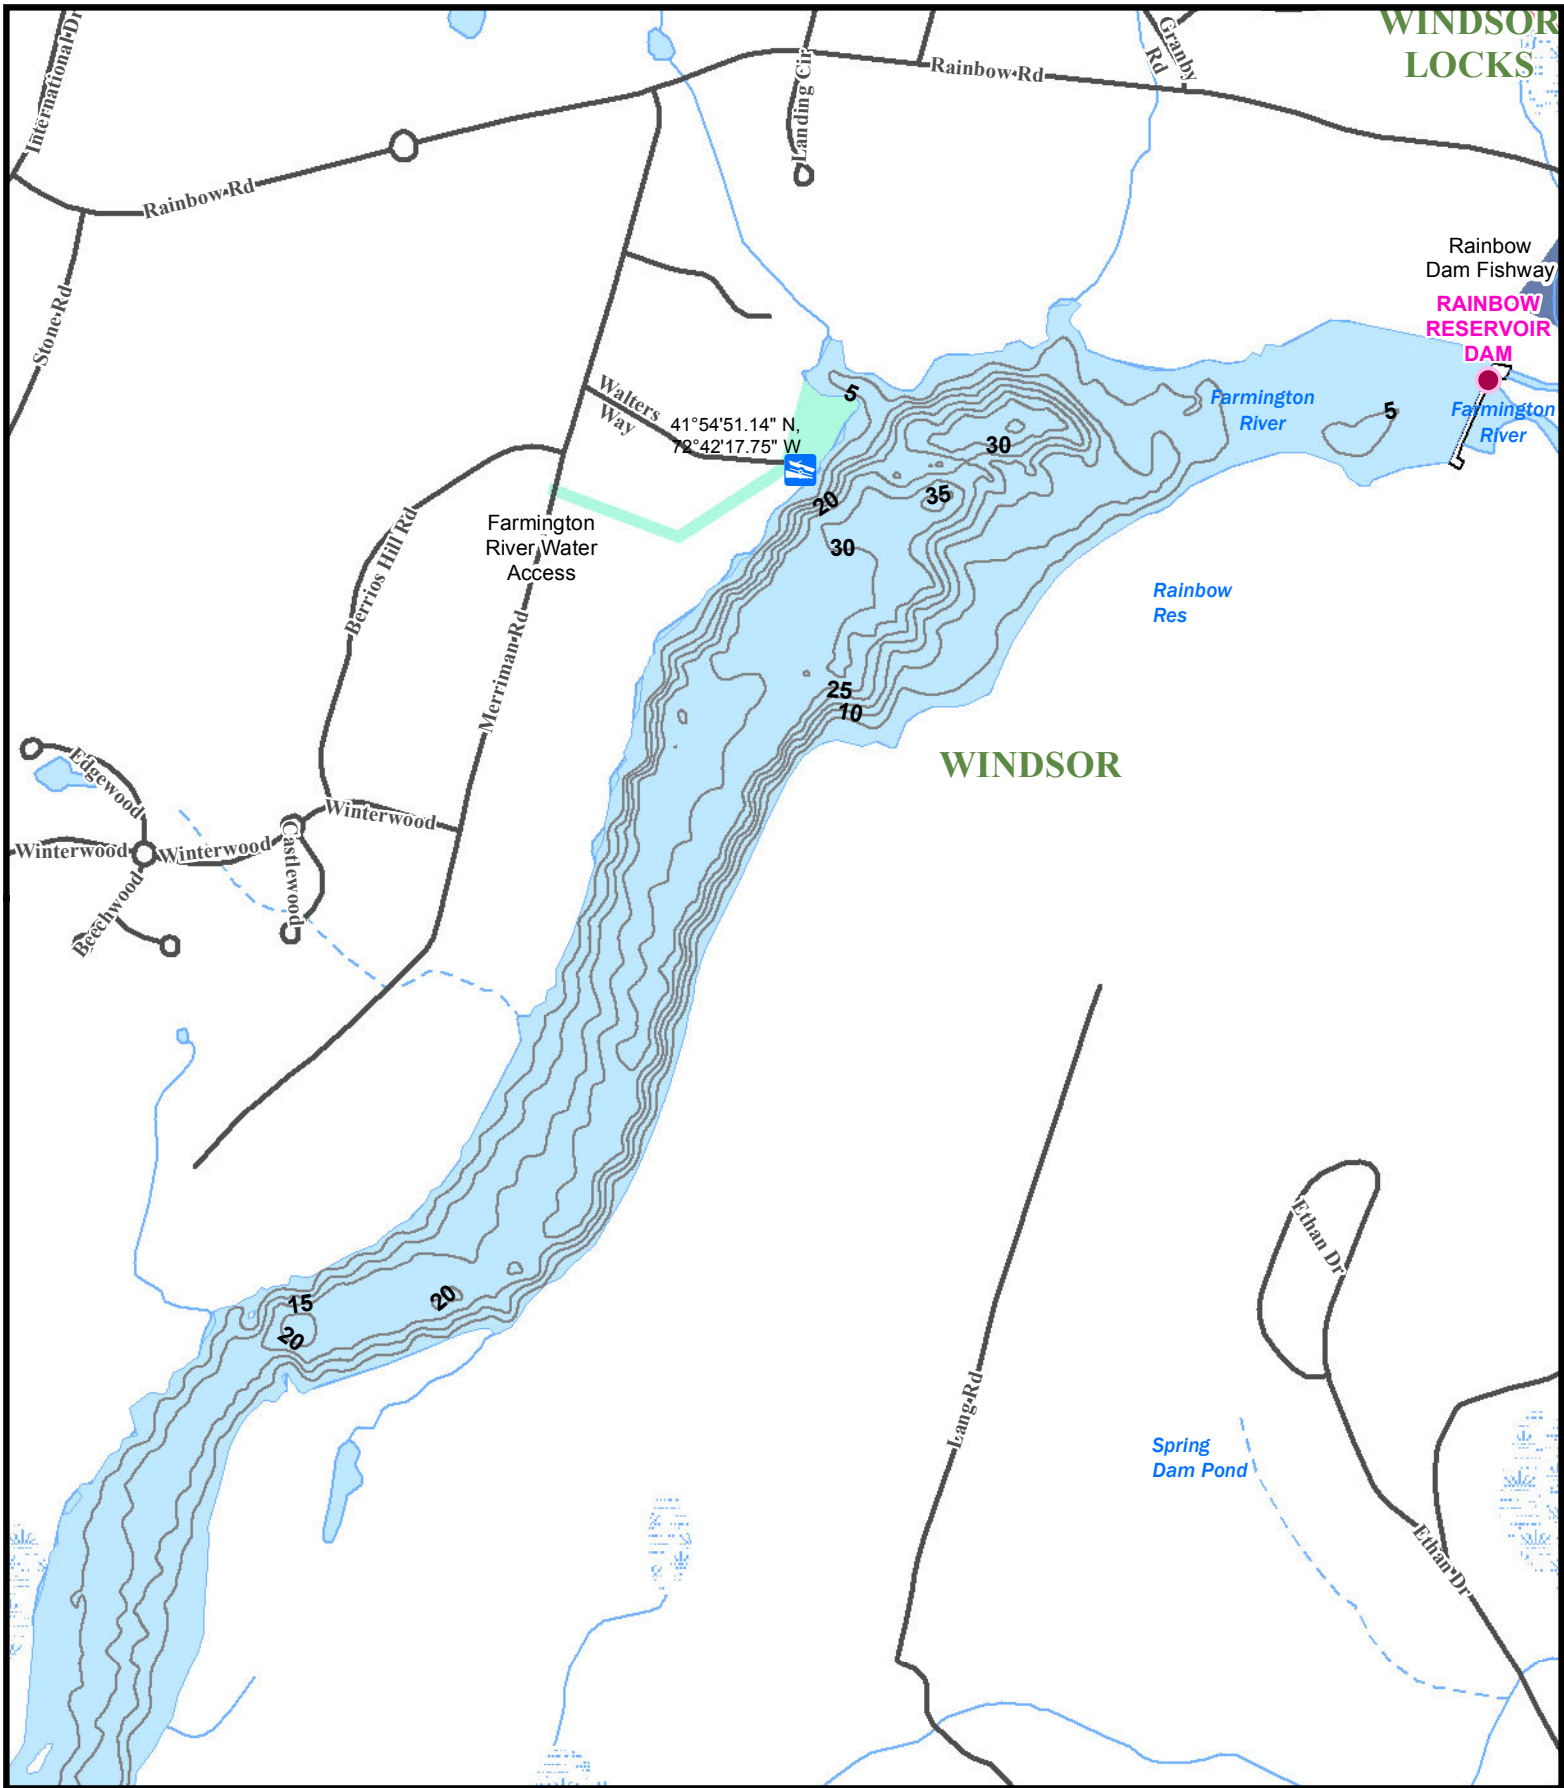 WINDSOR
LOCKS
International Dr
Granby
Rd
Rainbow Rd
Landing Cir
Rainbow Rd
Rainbow
Dam Fishway
RAINBOW
RESERVOIR
DAM
Stone Rd
Walters
Way
5
Farmington
River
5
Farmington
River
41°54'51.14" N,
72°42'17.75" W
30
35
20
Farmington
River Water
Access
30
Berrios Hill Rd
Rainbow
Res
Merriman Rd
25
10
WINDSOR
Edgewood
Winterwood
Winterwood
Winterwood
Castlewood
Beechwood
Ethan Dr
15
20
20
Lang Rd
Spring
Dam Pond
Ethan Dr